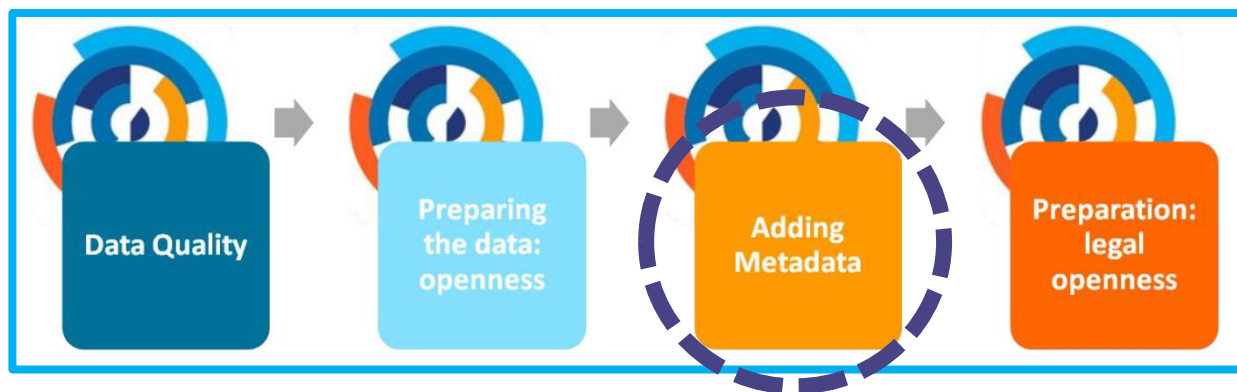 Data Quality
Preparing
the data:
openness
Adding
Metadata
Preparation:
legal
openness